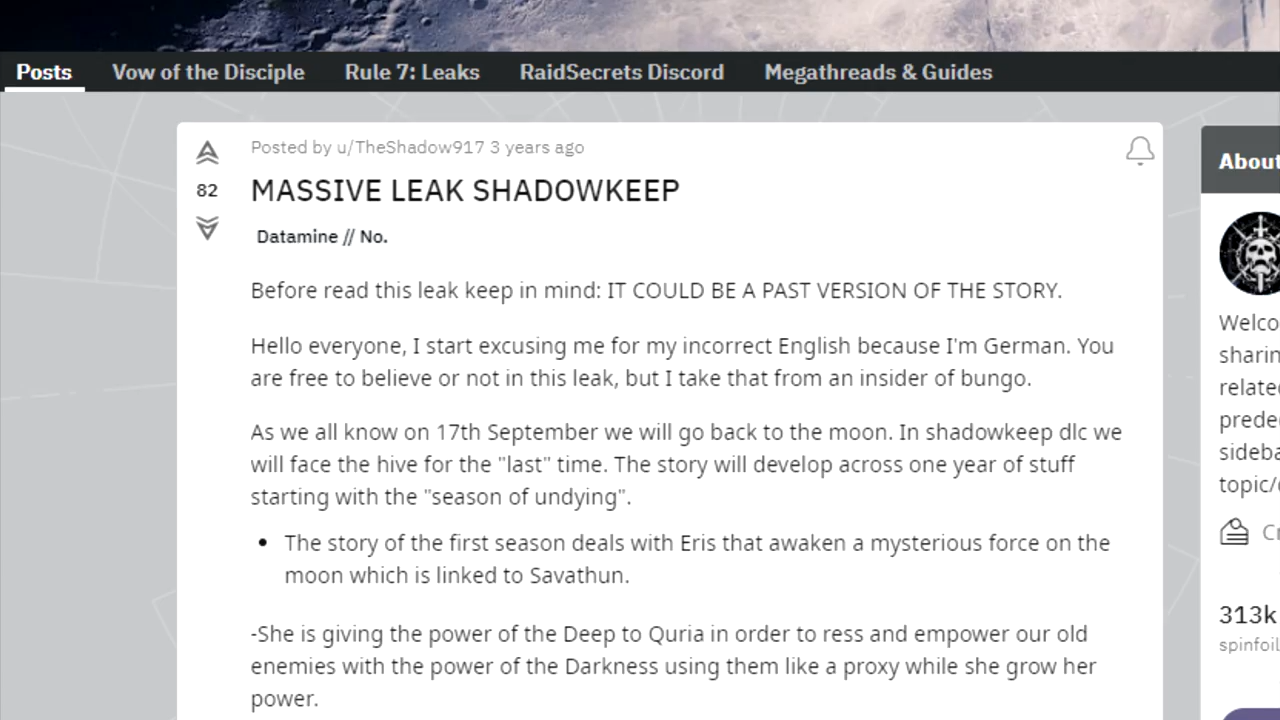 Posts Vow of the Disciple Rule 7: Leaks RaidSecrets Discord Megathreads & Guides
Posted by u/TheShadow917 3 years ago
82
MASSIVE LEAK SHADOWKEEP
Datamine // No.
Before read this leak keep in mind: IT COULD BE A PAST VERSION OF THE STORY.
Hello everyone, I start excusing me for my incorrect English because I'm German. You
are free to believe or not in this leak, but I take that from an insider of bungo.
As we all know on 17th September we will go back to the moon. In shadowkeep dlc we
will face the hive for the "last" time. The story will develop across one year of stuff
starting with the "season of undying".
• The story of the first season deals with Eris that awaken a mysterious force on the
moon which is linked to Savathun.
-She is giving the power of the Deep to Quria in order to ress and empower our old
enemies with the power of the Darkness using them like a proxy while she grow her
power.
About
313k